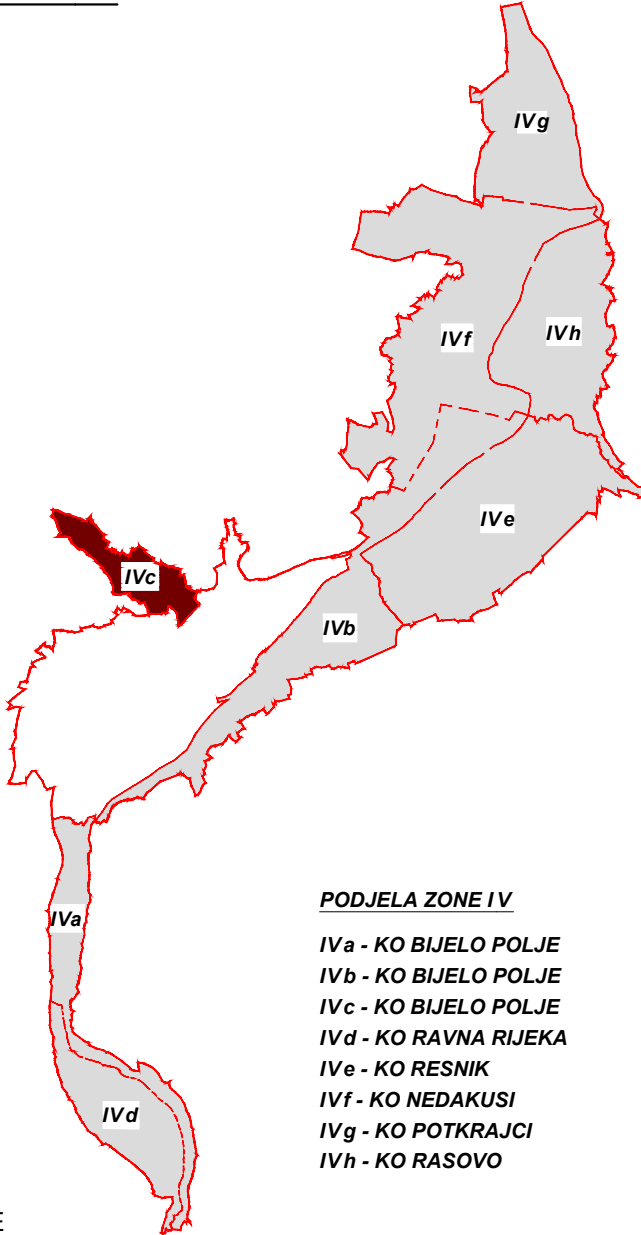 IVg
IVf
IVh
IVe
IVc
IVb
IVa
IVd
PODJELA ZONE IV
IVa - KO BIJELO POLJE
IVb - KO BIJELO POLJE
IVc - KO BIJELO POLJE
IVd - KO RAVNA RIJEKA
IVe - KO RESNIK
IVf - KO NEDAKUSI
IVg - KO POTKRAJCI
IVh - KO RASOVO
E